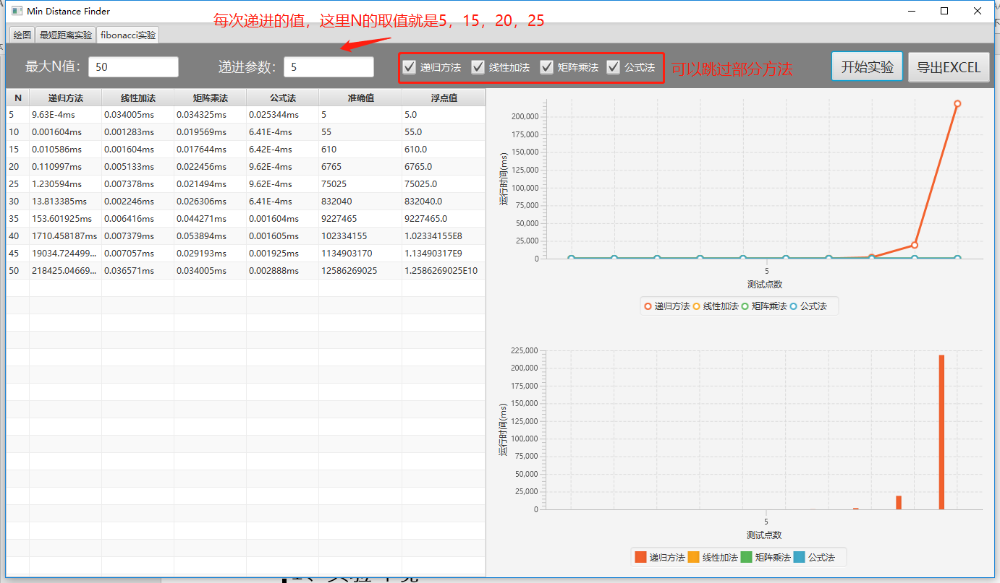 Min Distance Finder
每次递进的值，这里N的取值就是5，15，20，25
绘图 最短距离实验 fibonacci实验
最大N值： 50 递进参数： 5 递归方法 线性加法 矩阵乘法 公式法 可以跳过部分方法 开始实验 导出EXCEL
N 递归方法 线性加法 矩阵乘法 公式法 准确值 浮点值
5 9.63E-4ms 0.034005ms 0.034325ms 0.025344ms 5 5.0
10 0.001604ms 0.001283ms 0.019569ms 6.41E-4ms 55 55.0
15 0.010586ms 0.001604ms 0.017644ms 6.42E-4ms 610 610.0
20 0.110997ms 0.005133ms 0.022456ms 9.62E-4ms 6765 6765.0
25 1.230594ms 0.007378ms 0.021494ms 9.62E-4ms 75025 75025.0
30 13.813385ms 0.002246ms 0.026306ms 6.41E-4ms 832040 832040.0
35 153.601925ms 0.006416ms 0.044271ms 0.001604ms 9227465 9227465.0
40 1710.458187ms 0.007379ms 0.053894ms 0.001605ms 102334155 1.02334155E8
45 19034.724499... 0.007057ms 0.029193ms 0.001925ms 1134903170 1.13490317E9
50 218425.04669... 0.036571ms 0.034005ms 0.002888ms 12586269025 1.2586269025E10
200,000
175,000
150,000
125,000
100,000
75,000
50,000
25,000
0
运行时间(ms)
5
测试点数
递归方法 线性加法 矩阵乘法 公式法
225,000
200,000
175,000
150,000
125,000
100,000
75,000
50,000
25,000
0
运行时间(ms)
5
测试点数
递归方法 线性加法 矩阵乘法 公式法